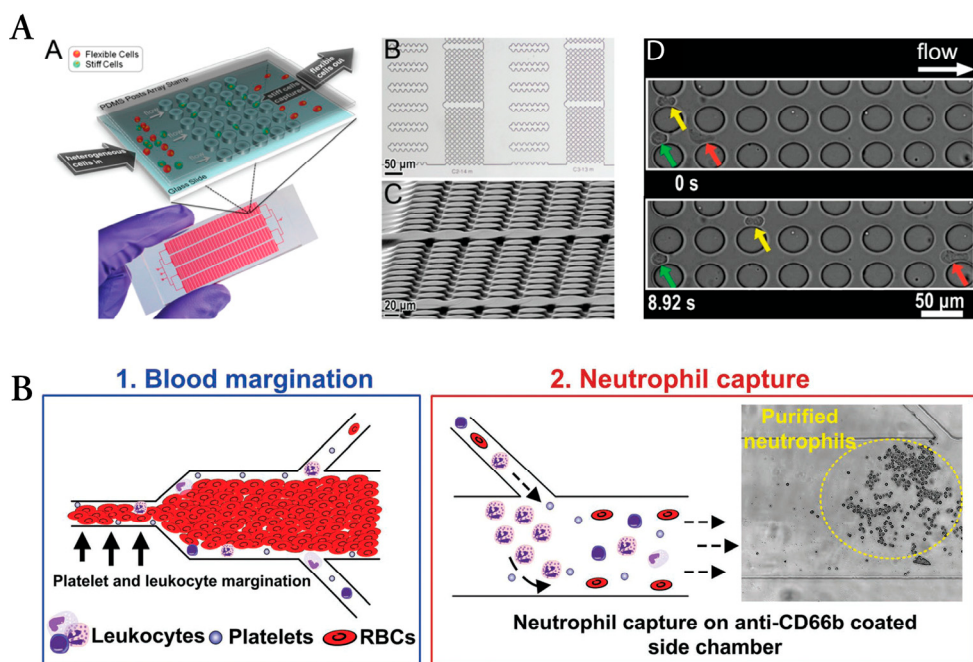 A
A
Flexible Cells
Stiff Cells
PDMS Posts Array Stamp
flexible
cells out
stiff cells
captured
heterogeneous
cells in
Glass Slide
B
50 µm
C
20 µm
D
flow
0 s
8.92 s
50 µm
B
1. Blood margination
Platelet and leukocyte margination
Leukocytes
Platelets
RBCs
2. Neutrophil capture
Purified
neutrophils
Neutrophil capture on anti-CD66b coated
side chamber